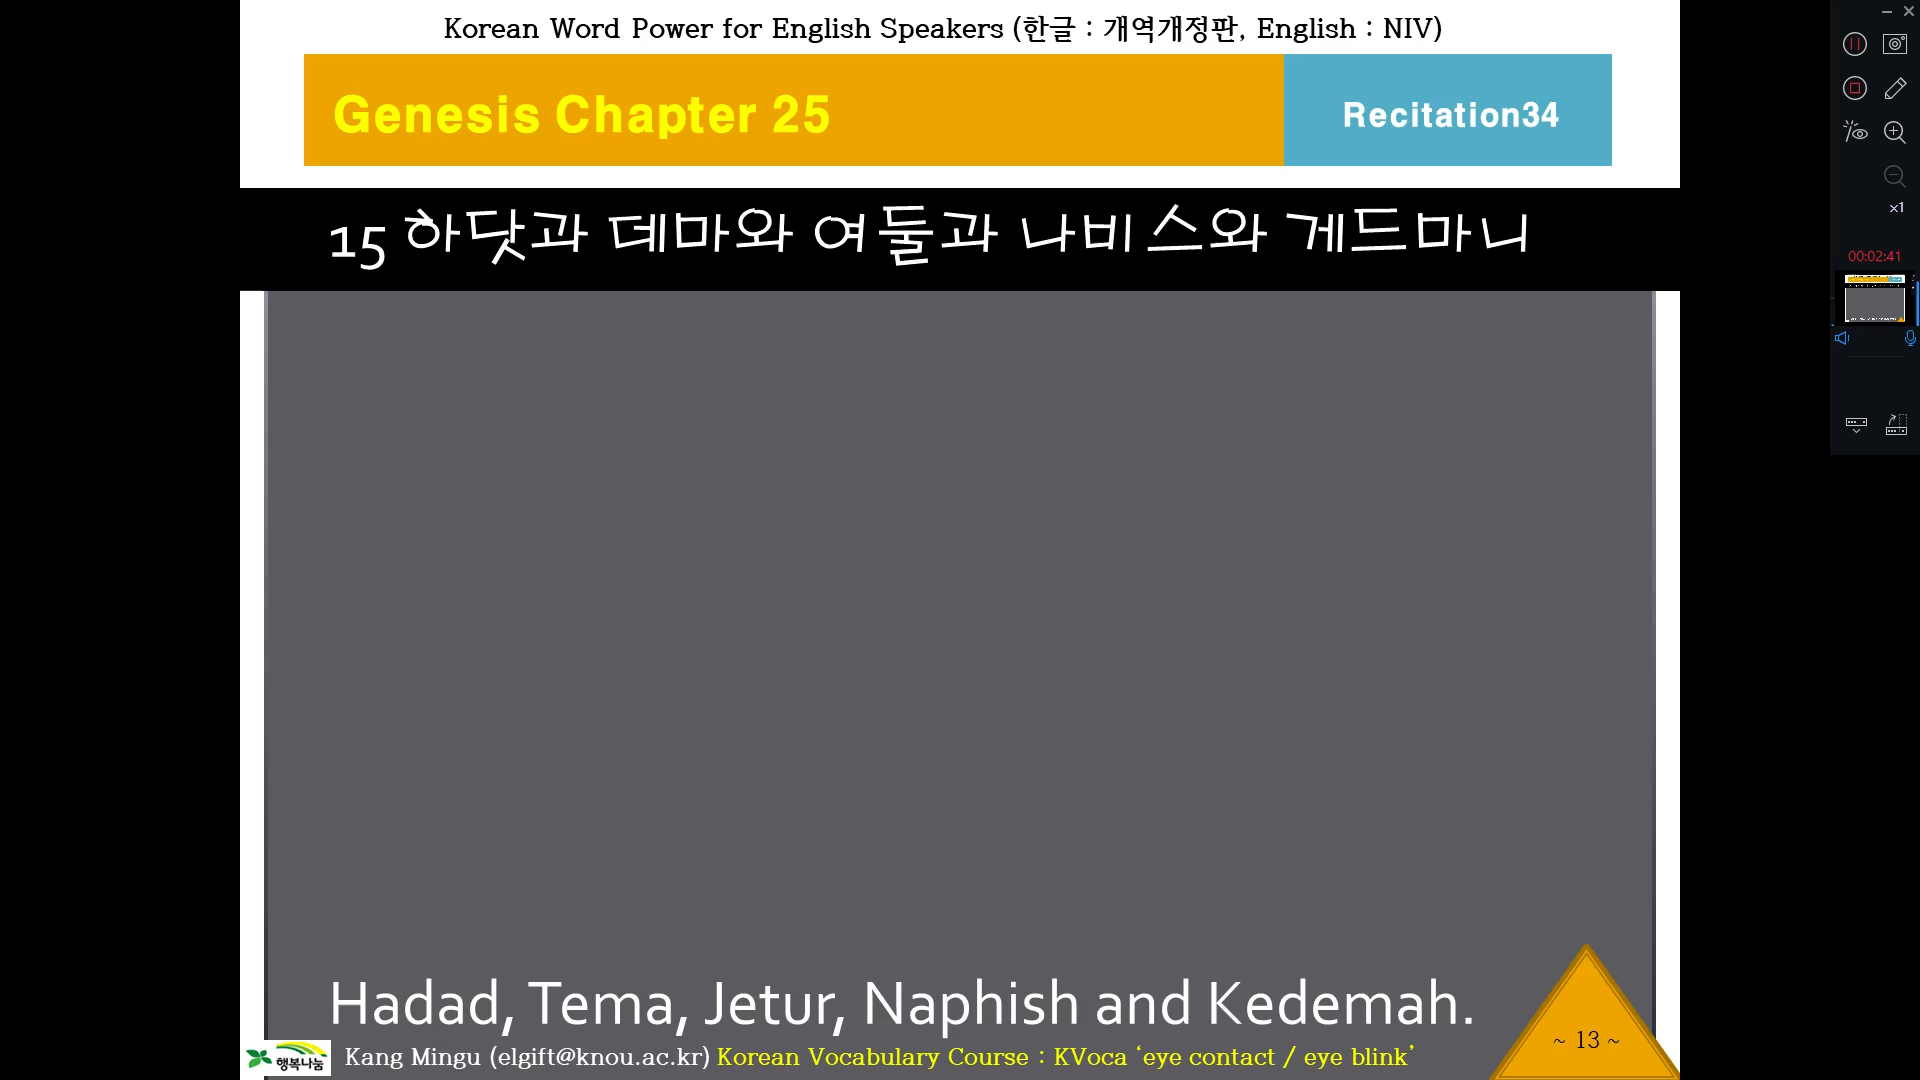 Korean Word Power for English Speakers (한글 : 개역개정판, English : NIV)
Genesis Chapter 25
Recitation34
15 하닷과 데마와 여둘과 나비스와 게드마니
x1
00:02:41
Hadad, Tema, Jetur, Naphish and Kedemah.
~ 13 ~
행복나눔
Kang Mingu (elgift@knou.ac.kr) Korean Vocabulary Course : KVoca ‘eye contact / eye blink’